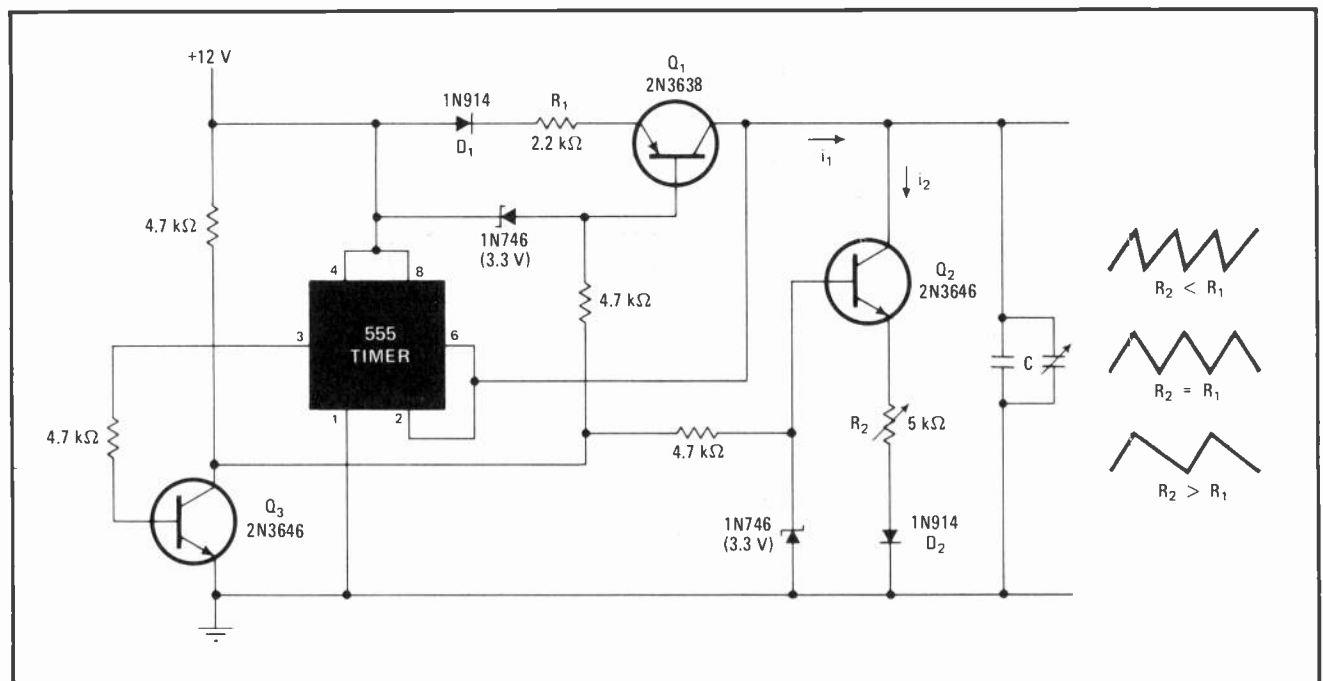 +12 V
Q₁
2N3638
1N914
D₁
R₁
2.2 kΩ
i₁
i₂
4.7 kΩ
1N746
(3.3 V)
4.7 kΩ
Q₂
2N3646
4
8
3
555
TIMER
6
1
2
C
R₂ < R₁
R₂ = R₁
R₂ > R₁
4.7 kΩ
4.7 kΩ
R₂
5 kΩ
Q₃
2N3646
1N746
(3.3 V)
1N914
D₂